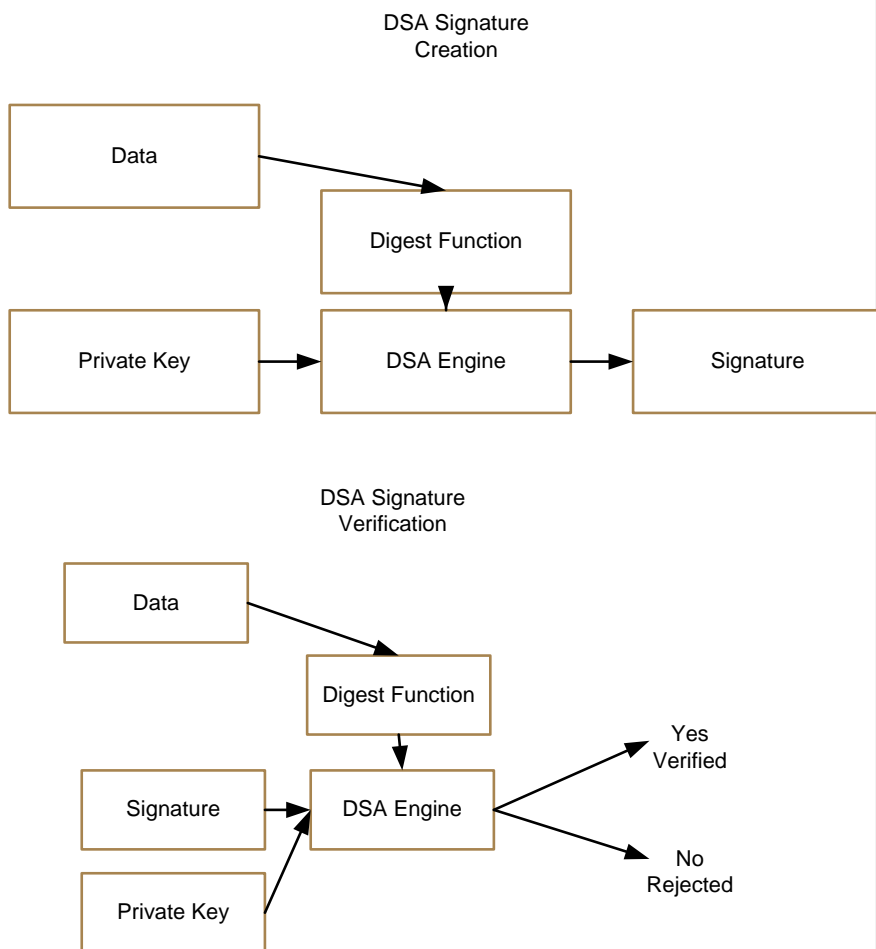 DSA Signature
Creation
Data
Digest Function
Private Key
DSA Engine
Signature
DSA Signature
Verification
Data
Digest Function
Yes
Verified
Signature
DSA Engine
No
Rejected
Private Key